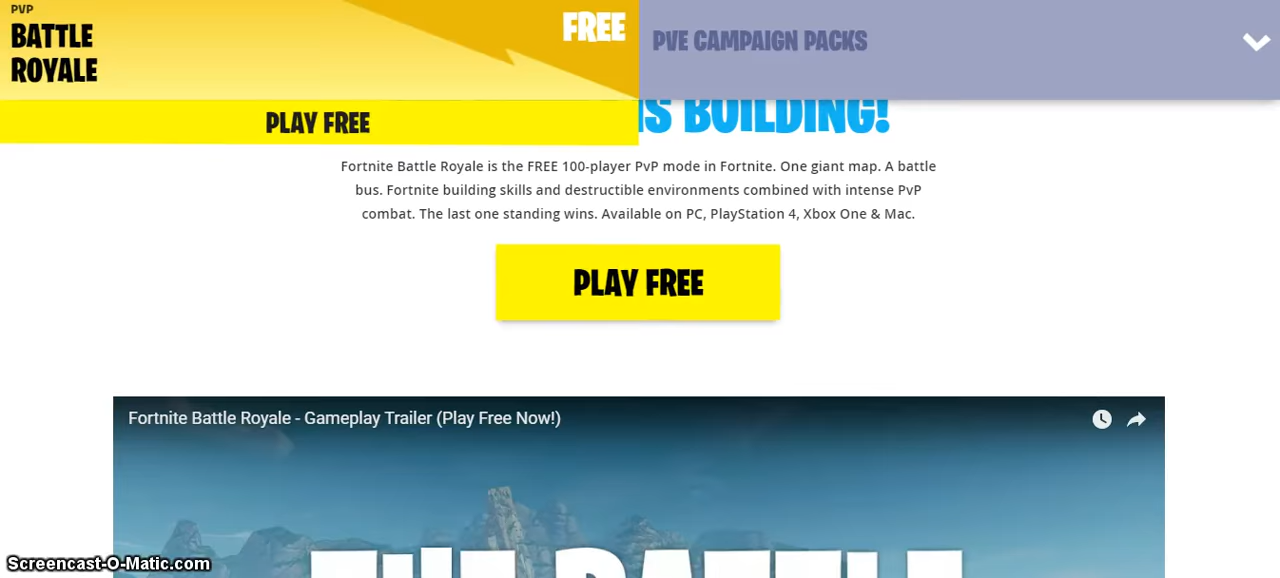 PVP
BATTLE
ROYALE
FREE
PVE CAMPAIGN PACKS
PLAY FREE
IS BUILDING!
Fortnite Battle Royale is the FREE 100-player PvP mode in Fortnite. One giant map. A battle
bus. Fortnite building skills and destructible environments combined with intense PvP
combat. The last one standing wins. Available on PC, PlayStation 4, Xbox One & Mac.
PLAY FREE
Fortnite Battle Royale - Gameplay Trailer (Play Free Now!)
THE BATTLE
Screencast-O-Matic.com